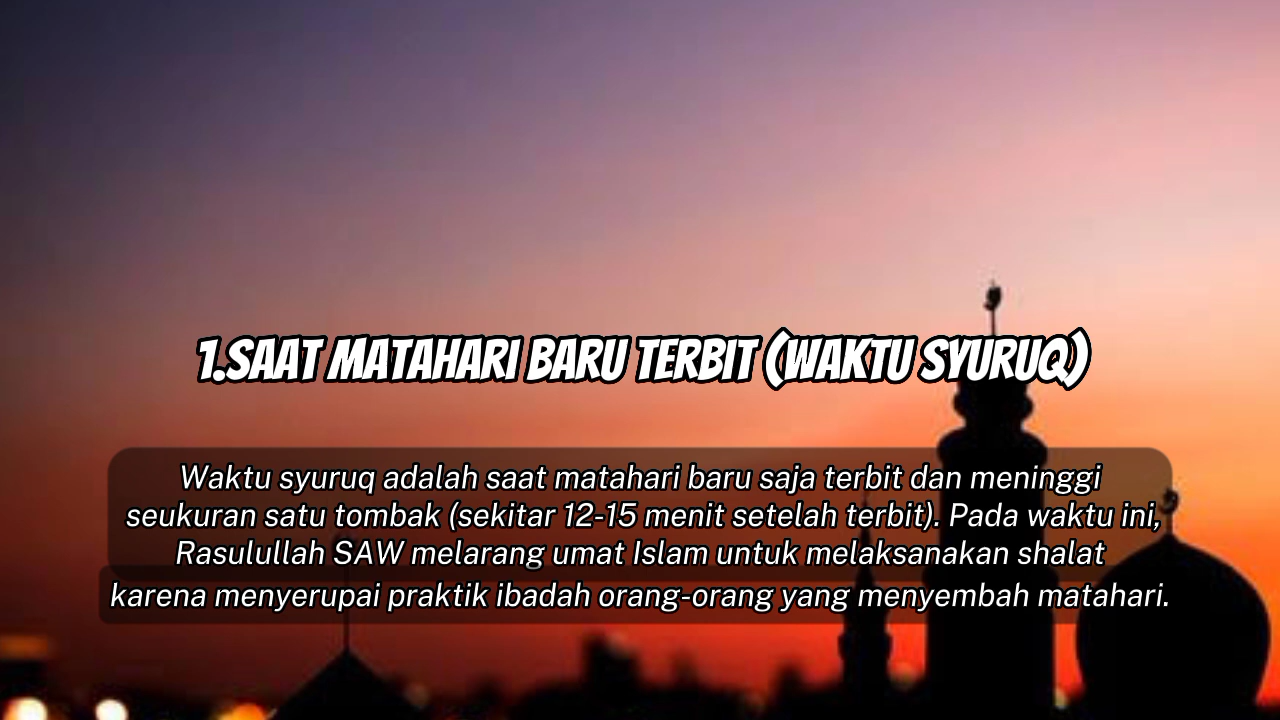 1.SAAT MATAHARI BARU TERBIT (WAKTU SYURUQ)
Waktu syuruq adalah saat matahari baru saja terbit dan meninggi
seukuran satu tombak (sekitar 12-15 menit setelah terbit). Pada waktu ini,
Rasulullah SAW melarang umat Islam untuk melaksanakan shalat
karena menyerupai praktik ibadah orang-orang yang menyembah matahari.